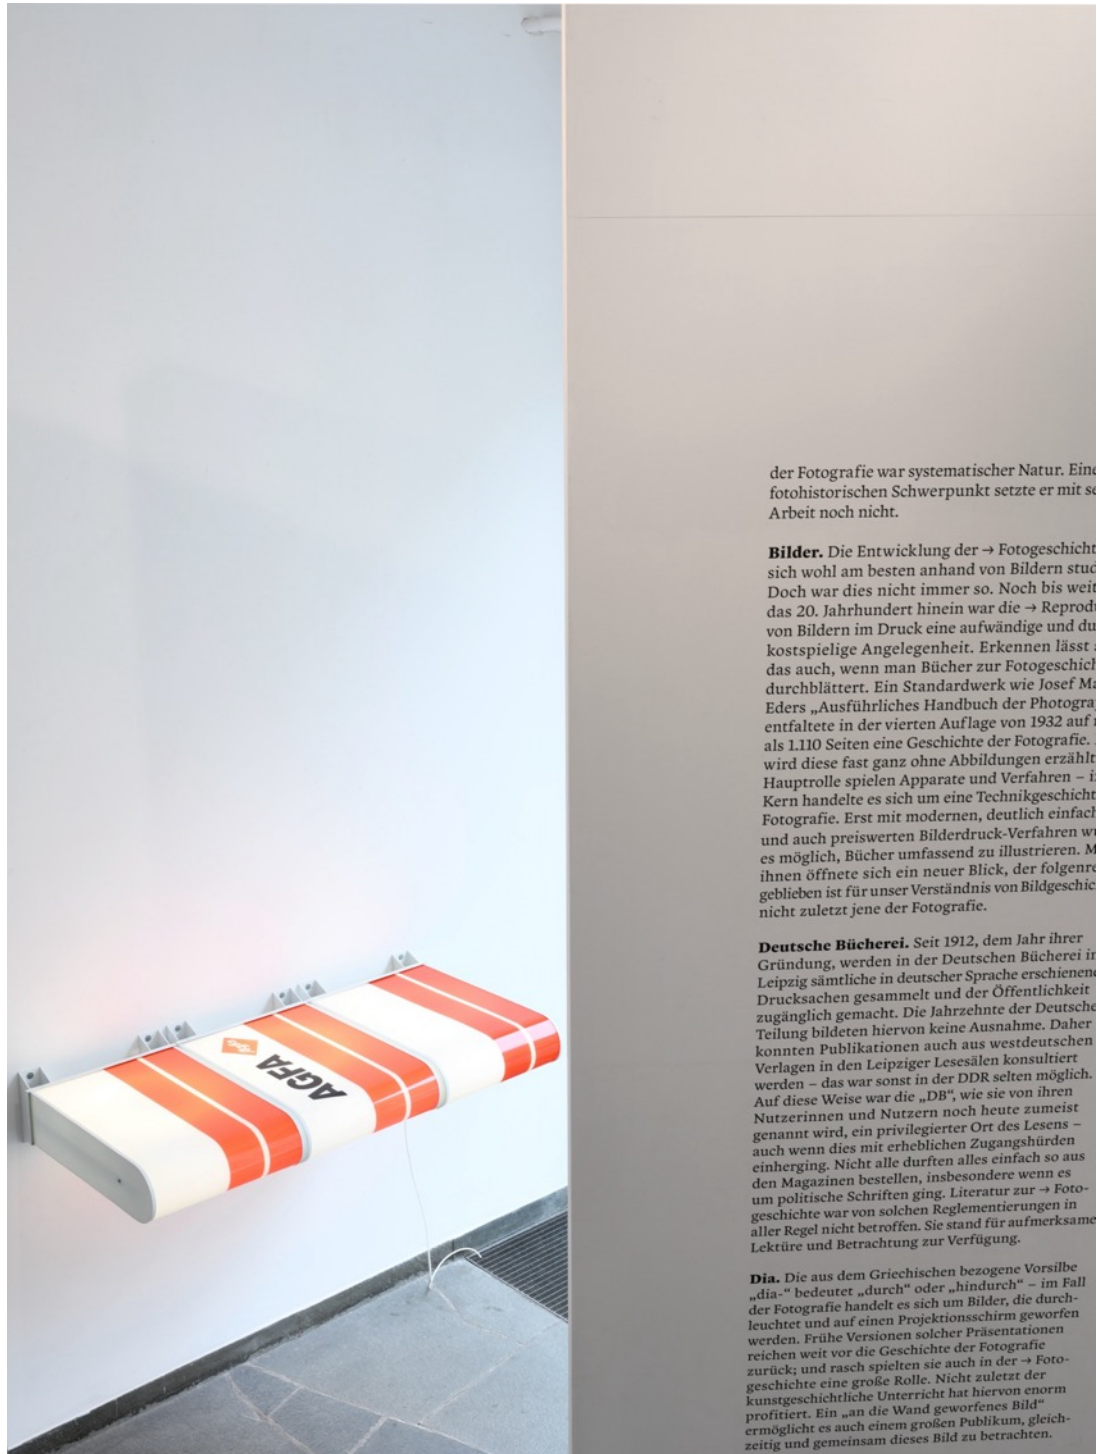 Agfa
AGFA
der Fotografie war systematischer Natur.
fotohistorischen Schwerpunkt setzte er mit
Arbeit noch nicht.
Bilder. Die Entwicklung der → 
sich wohl am besten anhand von Bildern
Doch war dies nicht immer so. Noch bis weit
das 20. Jahrhundert hinein war die →
von Bildern im Druck eine aufwändige und
kostspielige Angelegenheit. Erkennen lässt
das auch, wenn man Bücher zur
durchblättert. Ein Standardwerk wie Josef
Eders „Ausführliches Handbuch der
entfaltete in der vierten Auflage von 1932 auf
als 1.110 Seiten eine Geschichte der Fotografie.
wird diese fast ganz ohne Abbildungen erzählt
Hauptrolle spielen Apparate und Verfahren –
Kern handelte es sich um eine
Fotografie. Erst mit modernen, deutlich
und auch preiswerten Bilderdruck-Verfahren
es möglich, Bücher umfassend zu illustrieren.
ihnen öffnete sich ein neuer Blick, der
geblieben ist für unser Verständnis von
nicht zuletzt jene der Fotografie.
Deutsche Bücherei. Seit 1912, dem Jahr ihrer
Gründung, werden in der Deutschen Bücherei in
Leipzig sämtliche in deutscher Sprache
Drucksachen gesammelt und der Öffentlichkeit
zugänglich gemacht. Die Jahrzehnte der
Teilung bildeten hiervon keine Ausnahme. Daher
konnten Publikationen auch aus westdeutschen
Verlagen in den Leipziger Lesesälen konsultiert
werden – das war sonst in der DDR selten möglich.
Auf diese Weise war die „DB“, wie sie von ihren
Nutzerinnen und Nutzern noch heute zumeist
genannt wird, ein privilegierter Ort des Lesens –
auch wenn dies mit erheblichen Zugangshürden
einherging. Nicht alle durften alles einfach so aus
den Magazinen bestellen, insbesondere wenn es
um politische Schriften ging. Literatur zur → Foto-
geschichte war von solchen Reglementierungen in
aller Regel nicht betroffen. Sie stand für aufmerksame
Lektüre und Betrachtung zur Verfügung.
Dia. Die aus dem Griechischen bezogene Vorsilbe
„dia-“ bedeutet „durch“ oder „hindurch“ – im Fall
der Fotografie handelt es sich um Bilder, die durch-
leuchtet und auf einen Projektionsschirm geworfen
werden. Frühe Versionen solcher Präsentationen
reichen weit vor die Geschichte der Fotografie
zurück; und rasch spielten sie auch in der → Foto-
geschichte eine große Rolle. Nicht zuletzt der
kunstgeschichtliche Unterricht hat hiervon enorm
profitiert. Ein „an die Wand geworfenes Bild“
ermöglicht es auch einem großen Publikum, gleich-
zeitig und gemeinsam dieses Bild zu betrachten.